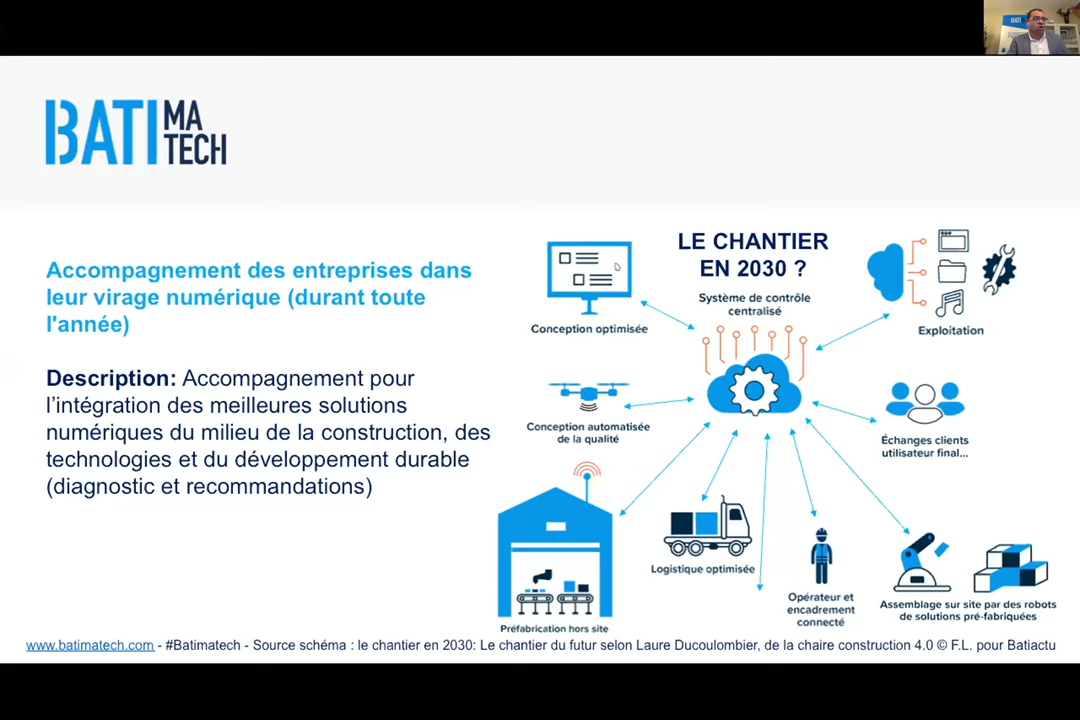 BATI
BATIMATECH
Accompagnement des entreprises dans
leur virage numérique (durant toute
l'année)
Description: Accompagnement pour
l’intégration des meilleures solutions
numériques du milieu de la construction, des
technologies et du développement durable
(diagnostic et recommandations)
LE CHANTIER
EN 2030 ?
Système de contrôle
centralisé
Conception optimisée
Exploitation
Conception automatisée
de la qualité
Échanges clients
utilisateur final...
Logistique optimisée
Préfabrication hors site
Opérateur et
encadrement
connecté
Assemblage sur site par des robots
de solutions pré-fabriquées
www.batimatech.com - #Batimatech - Source schéma : le chantier en 2030: Le chantier du futur selon Laure Ducoulombier, de la chaire construction 4.0 © F.L. pour Batiactu